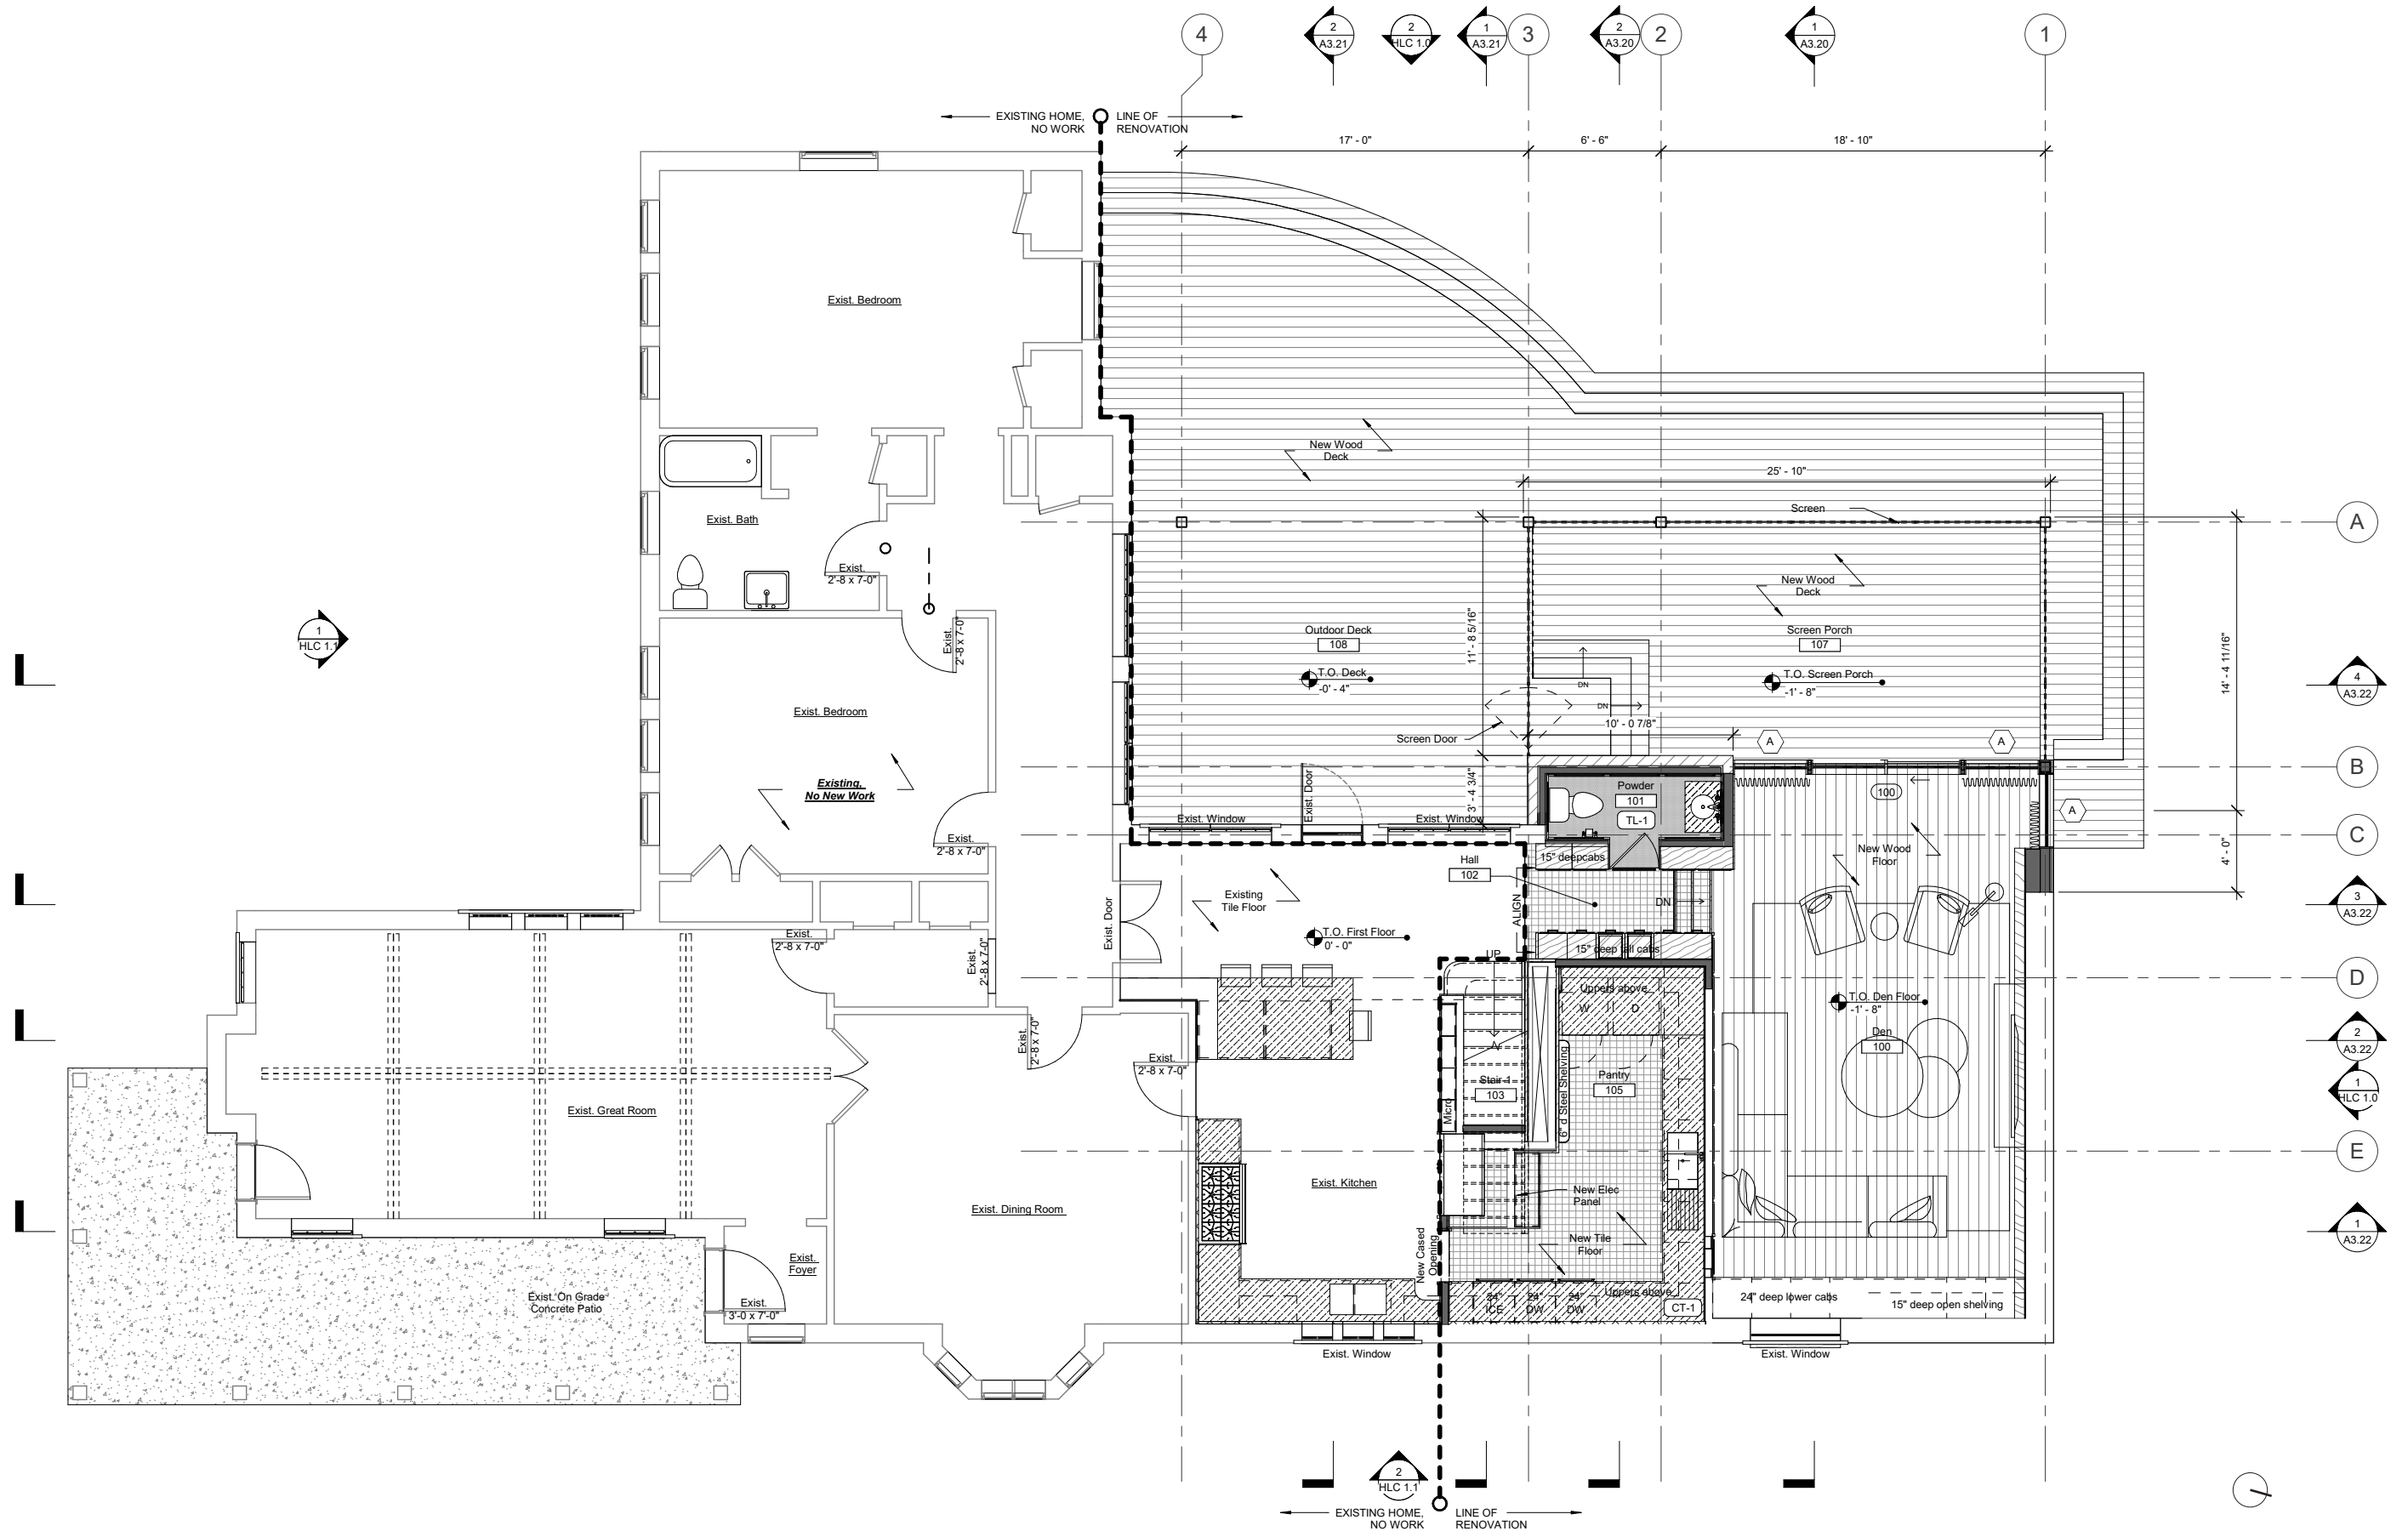 4
2
A3.21
2
HLC 1.0
1
A3.21
3
2
A3.20
2
1
A3.20
1
EXISTING HOME,
NO WORK
LINE OF
RENOVATION
17' - 0"
6' - 6"
18' - 10"
Exist. Bedroom
New Wood
Deck
25' - 10"
Screen
A
Exist. Bath
Exist.
2'-8 x 7'-0"
New Wood
Deck
1
HLC 1.1
Exist.
2'-8 x 7'-0"
Outdoor Deck
108
11' - 8 5/16"
Screen Porch
107
14' - 4 11/16"
T.O. Deck
-0' - 4"
DN
T.O. Screen Porch
-1' - 8"
4
A3.22
Exist. Bedroom
DN
10' - 0 7/8"
Screen Door
A
A
B
Existing,
No New Work
Exist. Door
3' - 4 3/4"
Powder
101
TL-1
100
A
Exist. Window
Exist. Window
C
Exist.
2'-8 x 7'-0"
15" deepcabs
Hall
102
New Wood
Floor
4' - 0"
Existing
Tile Floor
ALIGN
DN
3
A3.22
Exist. Door
Exist.
2'-8 x 7'-0"
Exist.
2'-8 x 7'-0"
T.O. First Floor
0' - 0"
UP
15" deep tall cabs
D
Uppers above
W
D
T.O. Den Floor
-1' - 8"
Den
100
2
A3.22
Exist.
2'-8 x 7'-0"
Exist.
2'-8 x 7'-0"
Stair 1
103
Micro
6" d Steel Shelving
Pantry
105
1
HLC 1.0
Exist. Great Room
E
Exist. Kitchen
New Elec
Panel
Exist. Dining Room
New Cased
Opening
New Tile
Floor
1
A3.22
Exist.
Foyer
Exist. On Grade
Concrete Patio
Exist.
3'-0 x 7'-0"
24"
ICE
24"
DW
24"
DW
Uppers above
CT-1
24" deep lower cabs
15" deep open shelving
Exist. Window
Exist. Window
2
HLC 1.1
EXISTING HOME,
NO WORK
LINE OF
RENOVATION